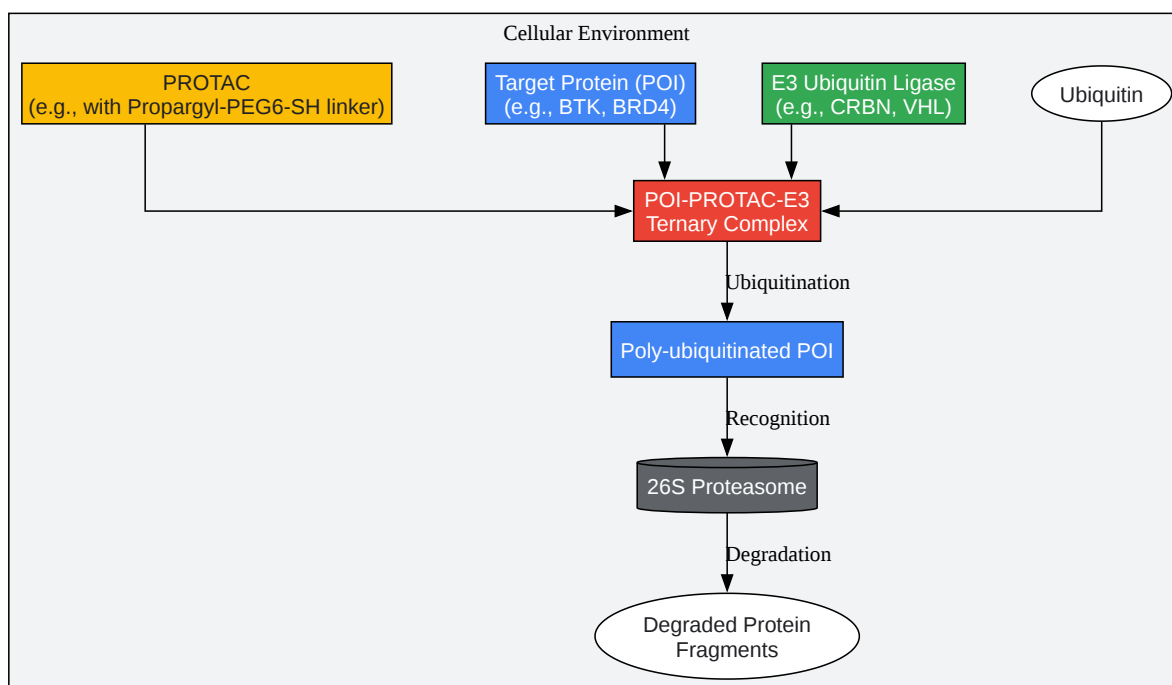 Cellular Environment
PROTAC
(e.g., with Propargyl-PEG6-SH linker)
Target Protein (POI)
(e.g., BTK, BRD4)
E3 Ubiquitin Ligase
(e.g., CRBN, VHL)
Ubiquitin
POI-PROTAC-E3
Ternary Complex
Ubiquitination
Poly-ubiquitinated POI
Recognition
26S Proteasome
Degradation
Degraded Protein
Fragments